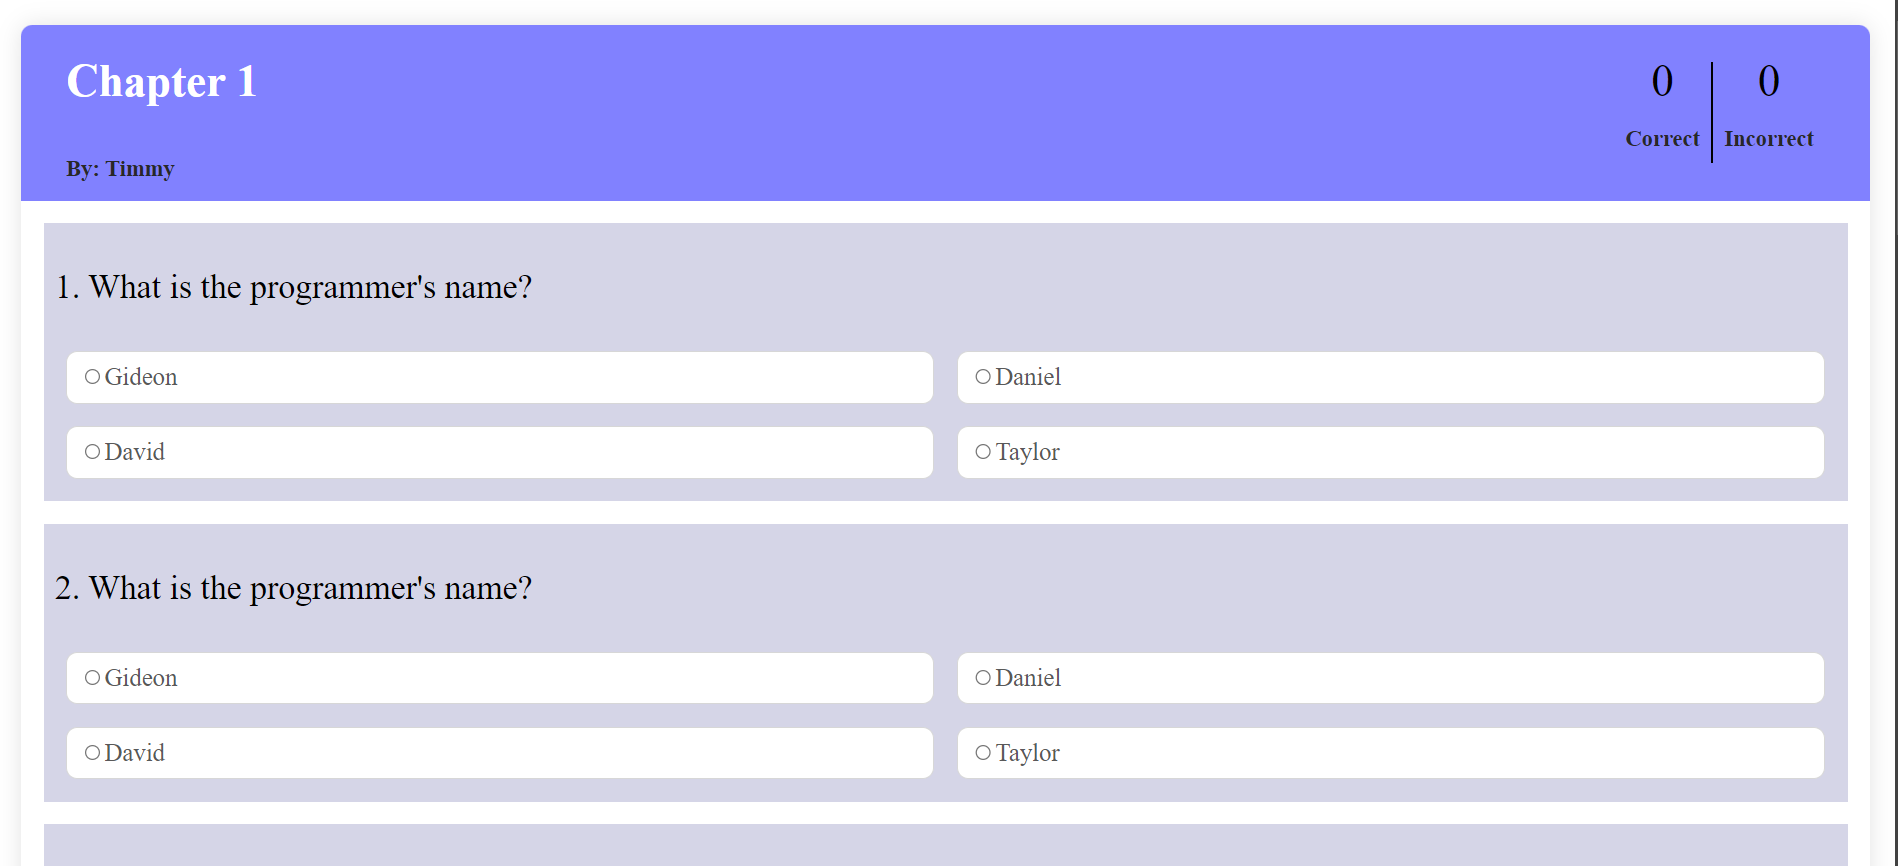 Chapter 1
0 0
Correct Incorrect
By: Timmy
1. What is the programmer's name?
Gideon Daniel
David Taylor
2. What is the programmer's name?
Gideon Daniel
David Taylor